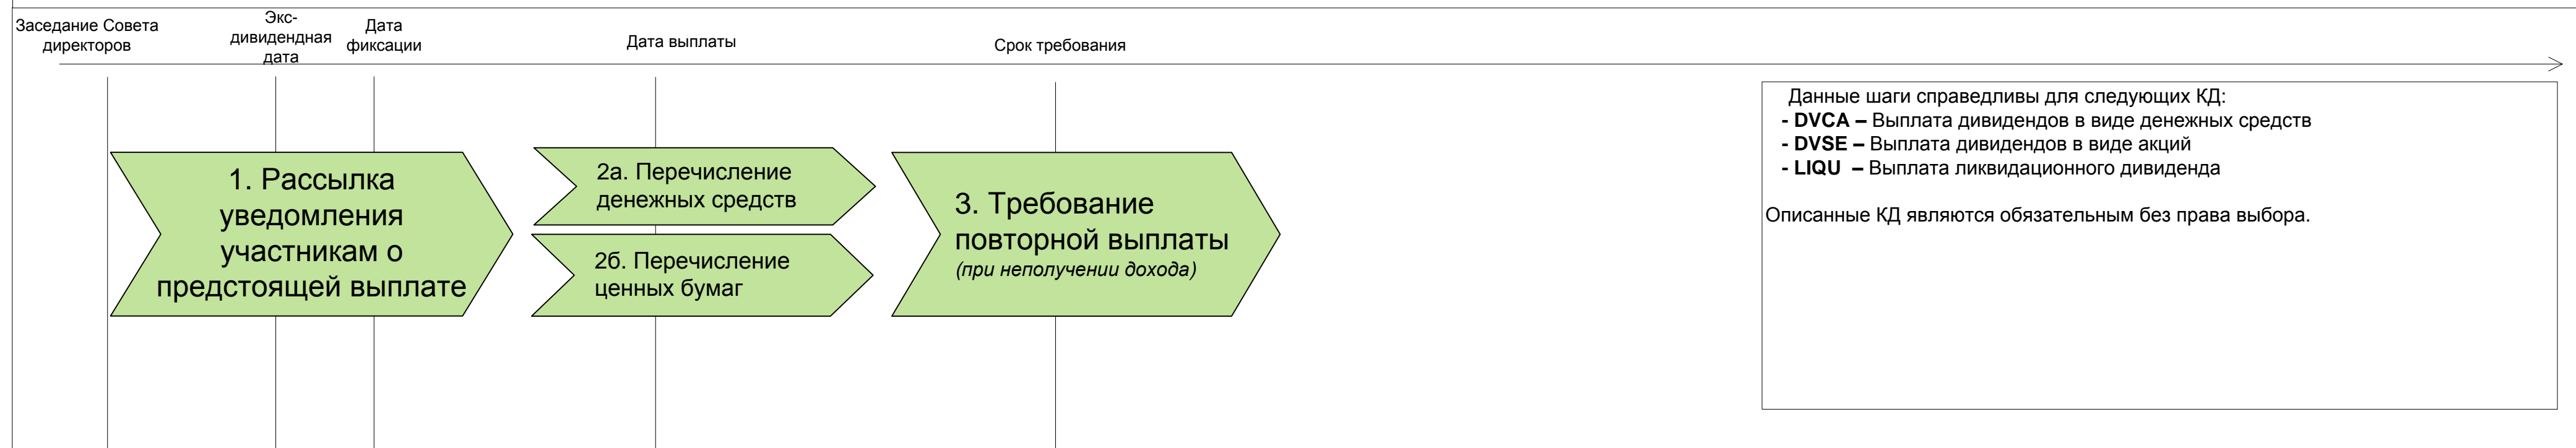 Заседание Совета
директоров
Экс-
дивидендная
дата
Дата
фиксации
Дата выплаты
Срок требования
1. Рассылка
уведомления
участникам о
предстоящей выплате
2а. Перечисление
денежных средств
2б. Перечисление
ценных бумаг
3. Требование
повторной выплаты
(при неполучении дохода)
Данные шаги справедливы для следующих КД:
- DVCA – Выплата дивидендов в виде денежных средств
- DVSE – Выплата дивидендов в виде акций
- LIQU – Выплата ликвидационного дивиденда
Описанные КД являются обязательным без права выбора.